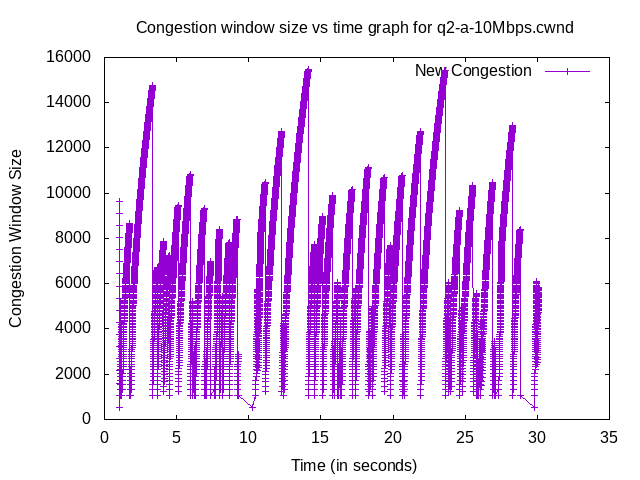 Congestion window size vs time graph for q2-a-10Mbps.cwnd
16000
14000
12000
10000
8000
6000
4000
2000
0
Congestion Window Size
New Congestion
0 5 10 15 20 25 30 35
Time (in seconds)